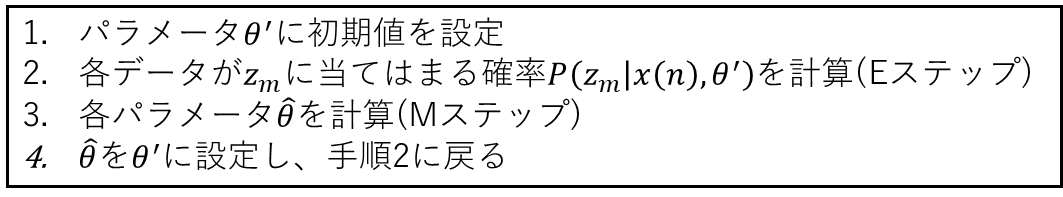 1. パラメータ𝜃′に初期値を設定
2. 各データが𝑧ₘに当てはまる確率𝑃(𝑧ₘ|𝑥(𝑛), 𝜃′)を計算(Eステップ)
3. 各パラメータ𝜃̂を計算(Mステップ)
4. 𝜃̂を𝜃′に設定し、手順2に戻る